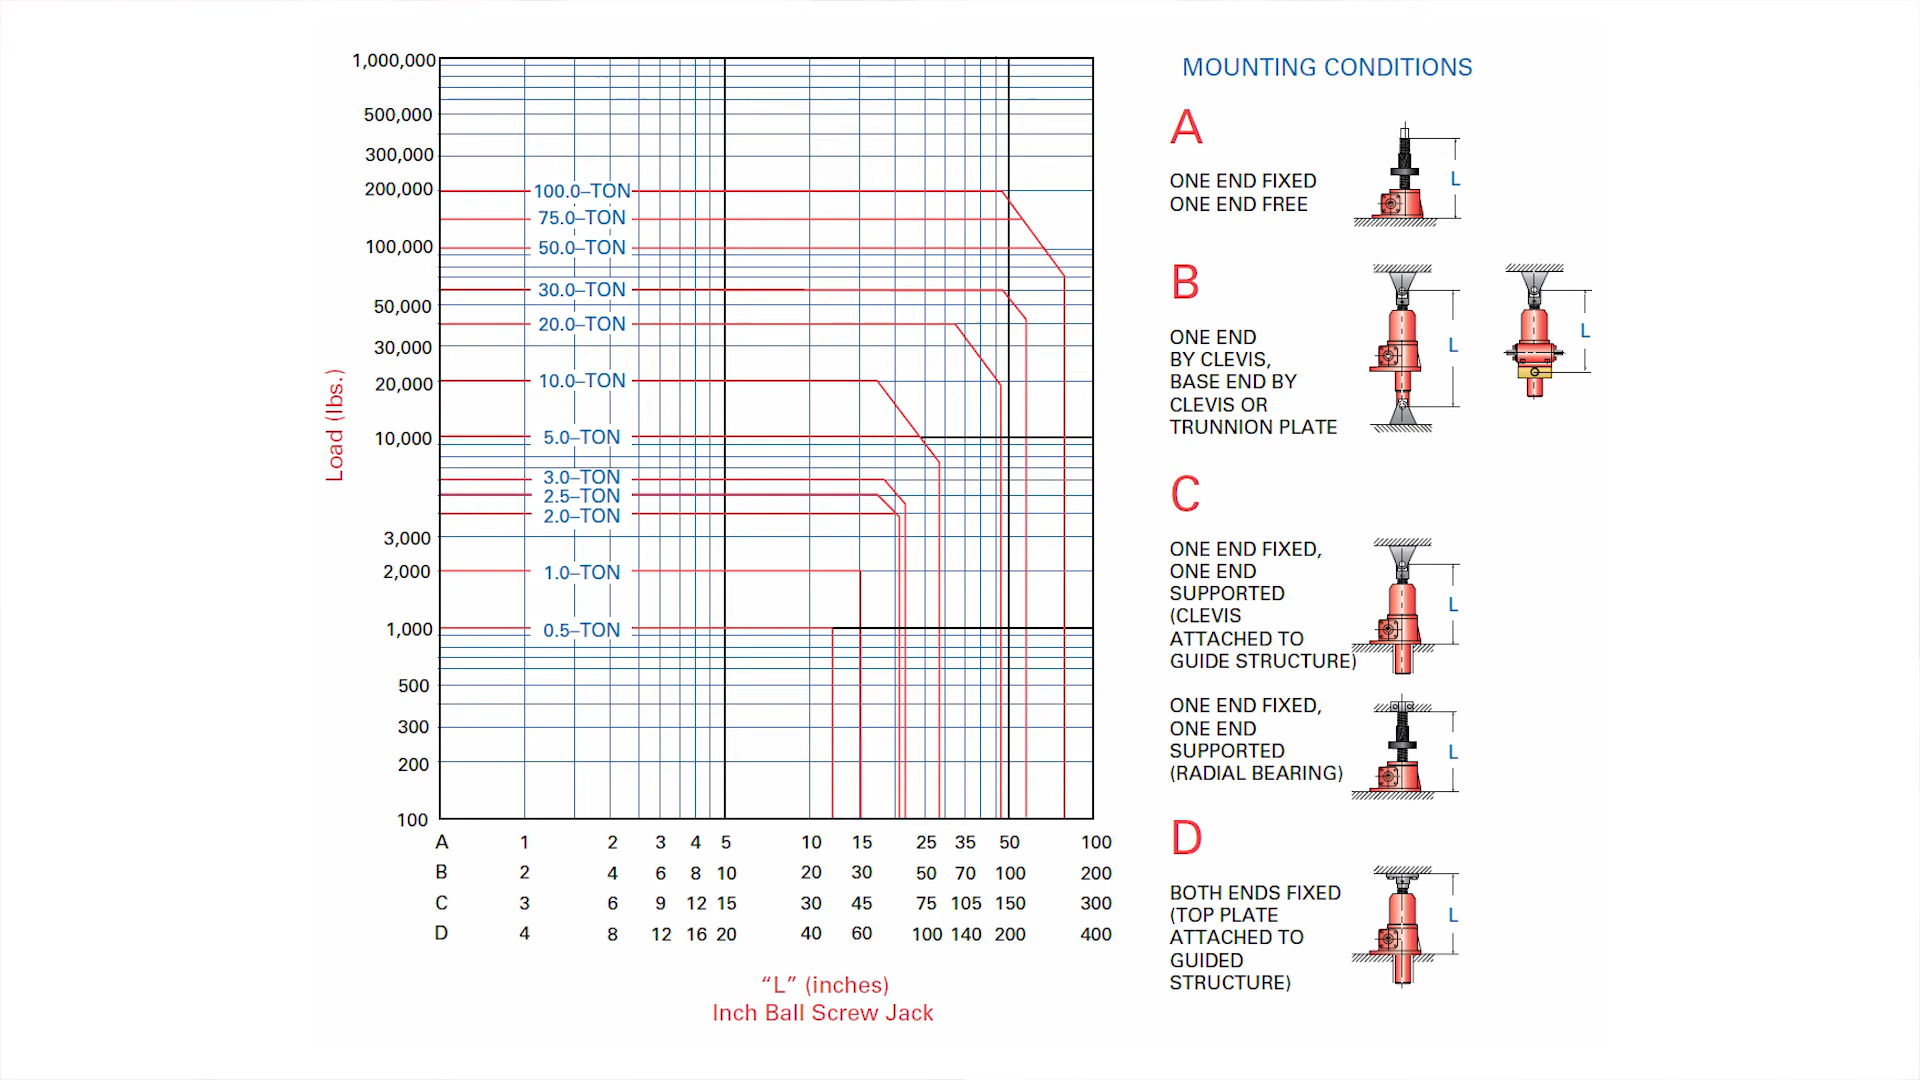 1,000,000
500,000
300,000
200,000
100,000
50,000
30,000
20,000
10,000
3,000
2,000
1,000
500
300
200
100
Load (lbs.)
100.0–TON
75.0–TON
50.0–TON
30.0–TON
20.0–TON
10.0–TON
5.0–TON
3.0–TON
2.5–TON
2.0–TON
1.0–TON
0.5–TON
A 1 2 3 4 5 10 15 25 35 50 100
B 2 4 6 8 10 20 30 50 70 100 200
C 3 6 9 12 15 30 45 75 105 150 300
D 4 8 12 16 20 40 60 100 140 200 400
“L” (inches)
Inch Ball Screw Jack
MOUNTING CONDITIONS
A
ONE END FIXED
ONE END FREE
L
B
ONE END
BY CLEVIS,
BASE END BY
CLEVIS OR
TRUNNION PLATE
L
L
C
ONE END FIXED,
ONE END
SUPPORTED
(CLEVIS
ATTACHED TO
GUIDE STRUCTURE)
L
ONE END FIXED,
ONE END
SUPPORTED
(RADIAL BEARING)
L
D
BOTH ENDS FIXED
(TOP PLATE
ATTACHED TO
GUIDED
STRUCTURE)
L